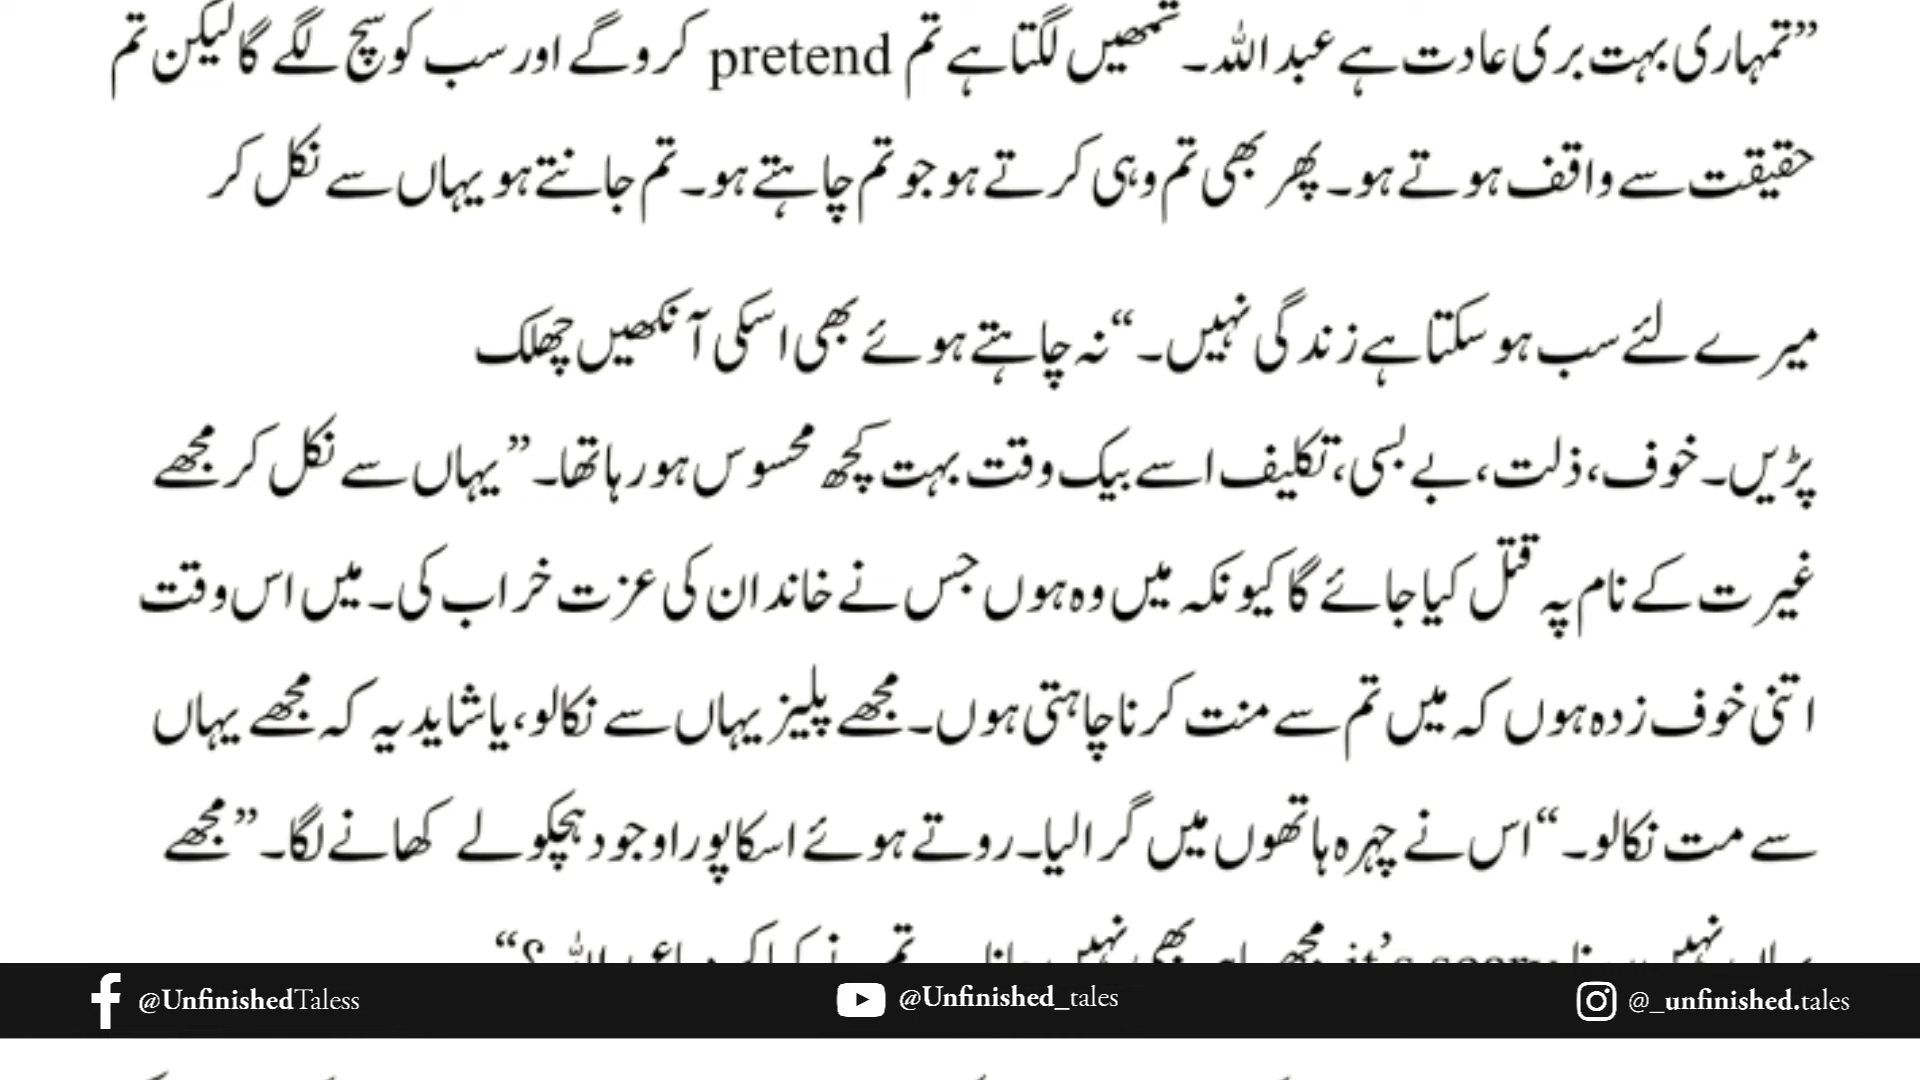 ”تمہاری بہت بری عادت ہے عبداللہ۔ تمھیں لگتا ہے تم pretend کروگے اور سب کو سچ لگے گا لیکن تم
حقیقت سے واقف ہوتے ہو۔ پھر بھی تم وہی کرتے ہو جو تم چاہتے ہو۔ تم جانتے ہو یہاں سے نکل کر
میرے لئے سب ہو سکتا ہے زندگی نہیں۔“ نہ چاہتے ہوئے بھی اسکی آنکھیں چھلک
پڑیں۔ خوف، ذلت، بے بسی، تکلیف اسے بیک وقت بہت کچھ محسوس ہو رہا تھا۔ ”یہاں سے نکل کر مجھے
غیرت کے نام پہ قتل کیا جائے گا کیونکہ میں وہ ہوں جس نے خاندان کی عزت خراب کی۔ میں اس وقت
اتنی خوف زدہ ہوں کہ میں تم سے منت کرنا چاہتی ہوں۔ مجھے پلیز یہاں سے نکالو، یا شاید یہ کہ مجھے یہاں
سے مت نکالو۔“ اس نے چہرہ ہاتھوں میں گرا لیا۔ روتے ہوئے اسکا پورا وجود ہچکولے کھانے لگا۔ ”مجھے
@UnfinishedTaless @Unfinished_tales @_unfinished.tales